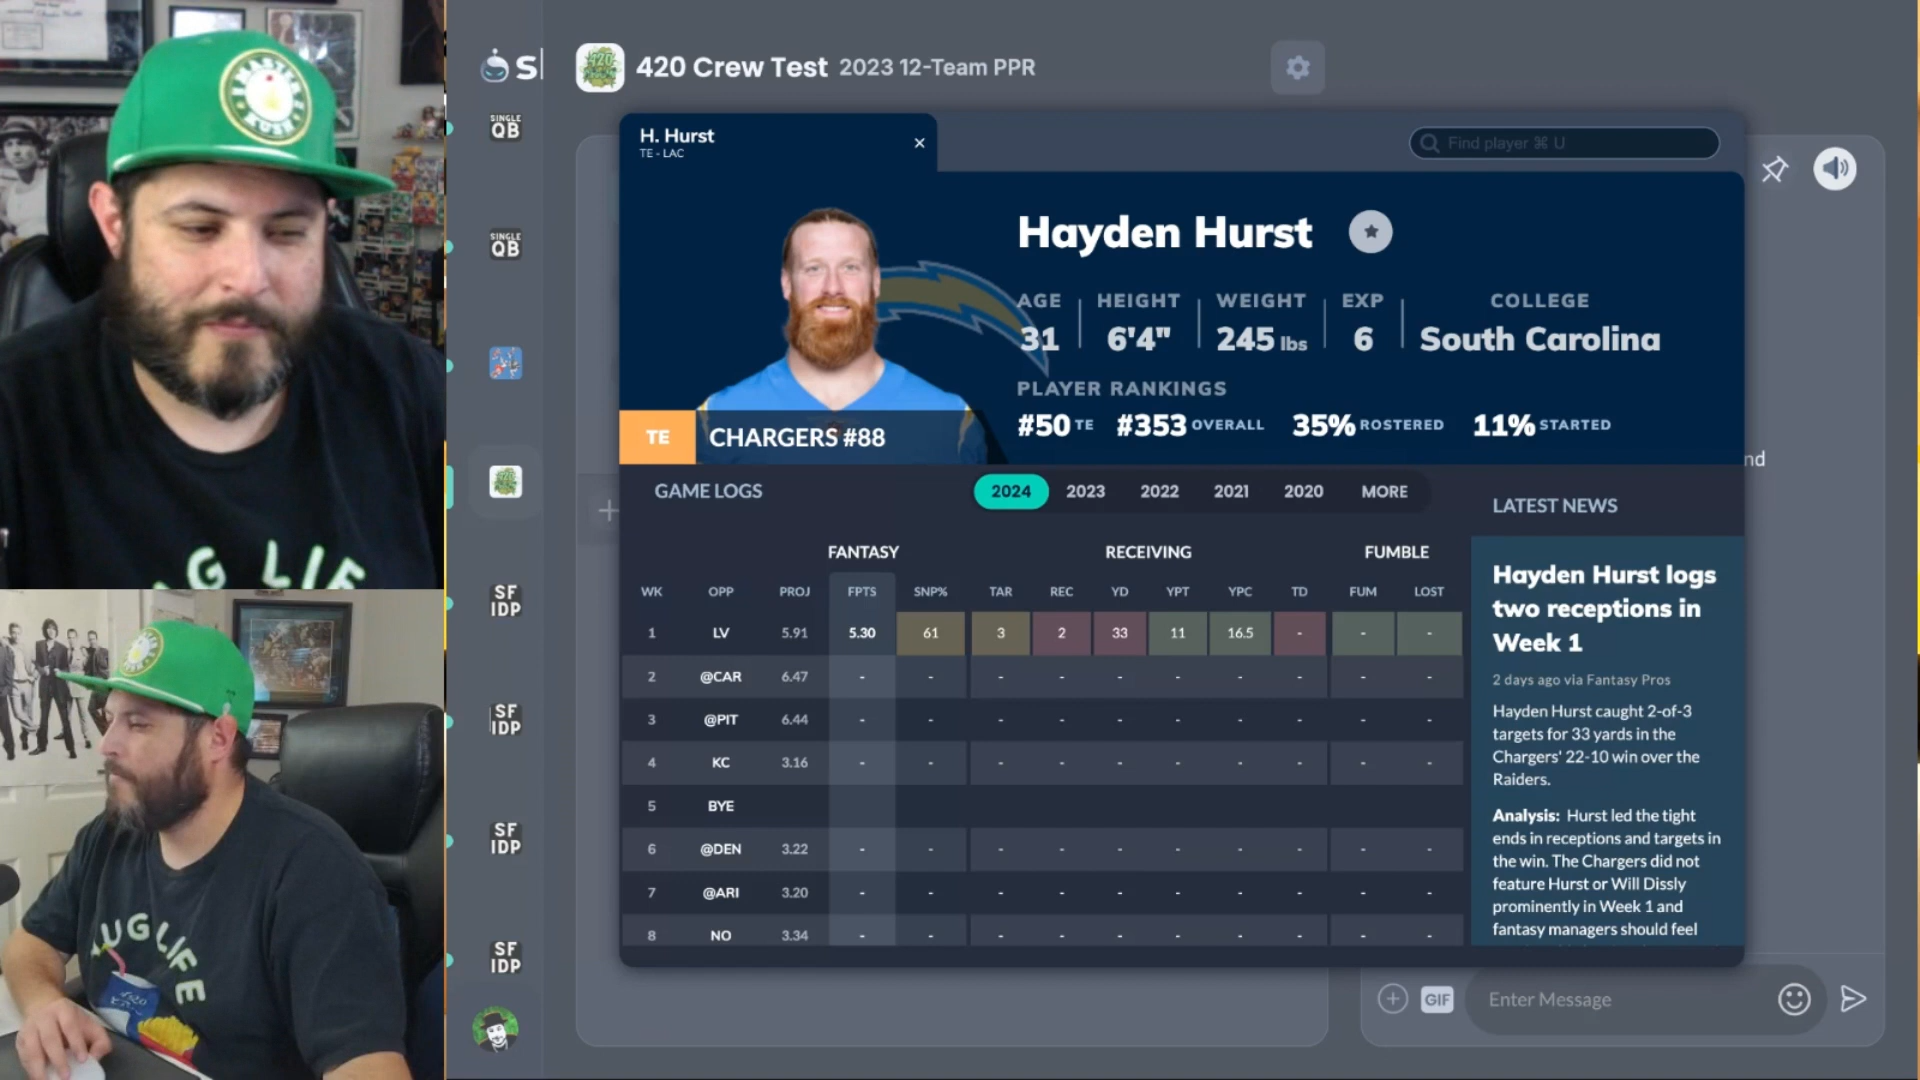 MASTER
KUSH
UG LIF
UG LIFE
420
SINGLE
QB
SINGLE
QB
SF
IDP
SF
IDP
SF
IDP
SF
IDP
420 Crew Test 2023 12-Team PPR
H. Hurst
TE - LAC
Find player ⌘ U
Hayden Hurst
AGE HEIGHT WEIGHT EXP COLLEGE
31 6'4" 245 lbs 6 South Carolina
PLAYER RANKINGS
#50 TE #353 OVERALL 35% ROSTERED 11% STARTED
TE CHARGERS #88
GAME LOGS 2024 2023 2022 2021 2020 MORE
FANTASY RECEIVING FUMBLE
WK OPP PROJ FPTS SNP% TAR REC YD YPT YPC TD FUM LOST
1 LV 5.91 5.30 61 3 2 33 11 16.5 - - -
2 @CAR 6.47 - - - - - - - - - -
3 @PIT 6.44 - - - - - - - - - -
4 KC 3.16 - - - - - - - - - -
5 BYE
6 @DEN 3.22 - - - - - - - - - -
7 @ARI 3.20 - - - - - - - - - -
8 NO 3.34 - - - - - - - - - -
LATEST NEWS
Hayden Hurst logs
two receptions in
Week 1
2 days ago via Fantasy Pros
Hayden Hurst caught 2-of-3
targets for 33 yards in the
Chargers' 22-10 win over the
Raiders.
Analysis: Hurst led the tight
ends in receptions and targets in
the win. The Chargers did not
feature Hurst or Will Dissly
prominently in Week 1 and
fantasy managers should feel
nd
GIF Enter Message